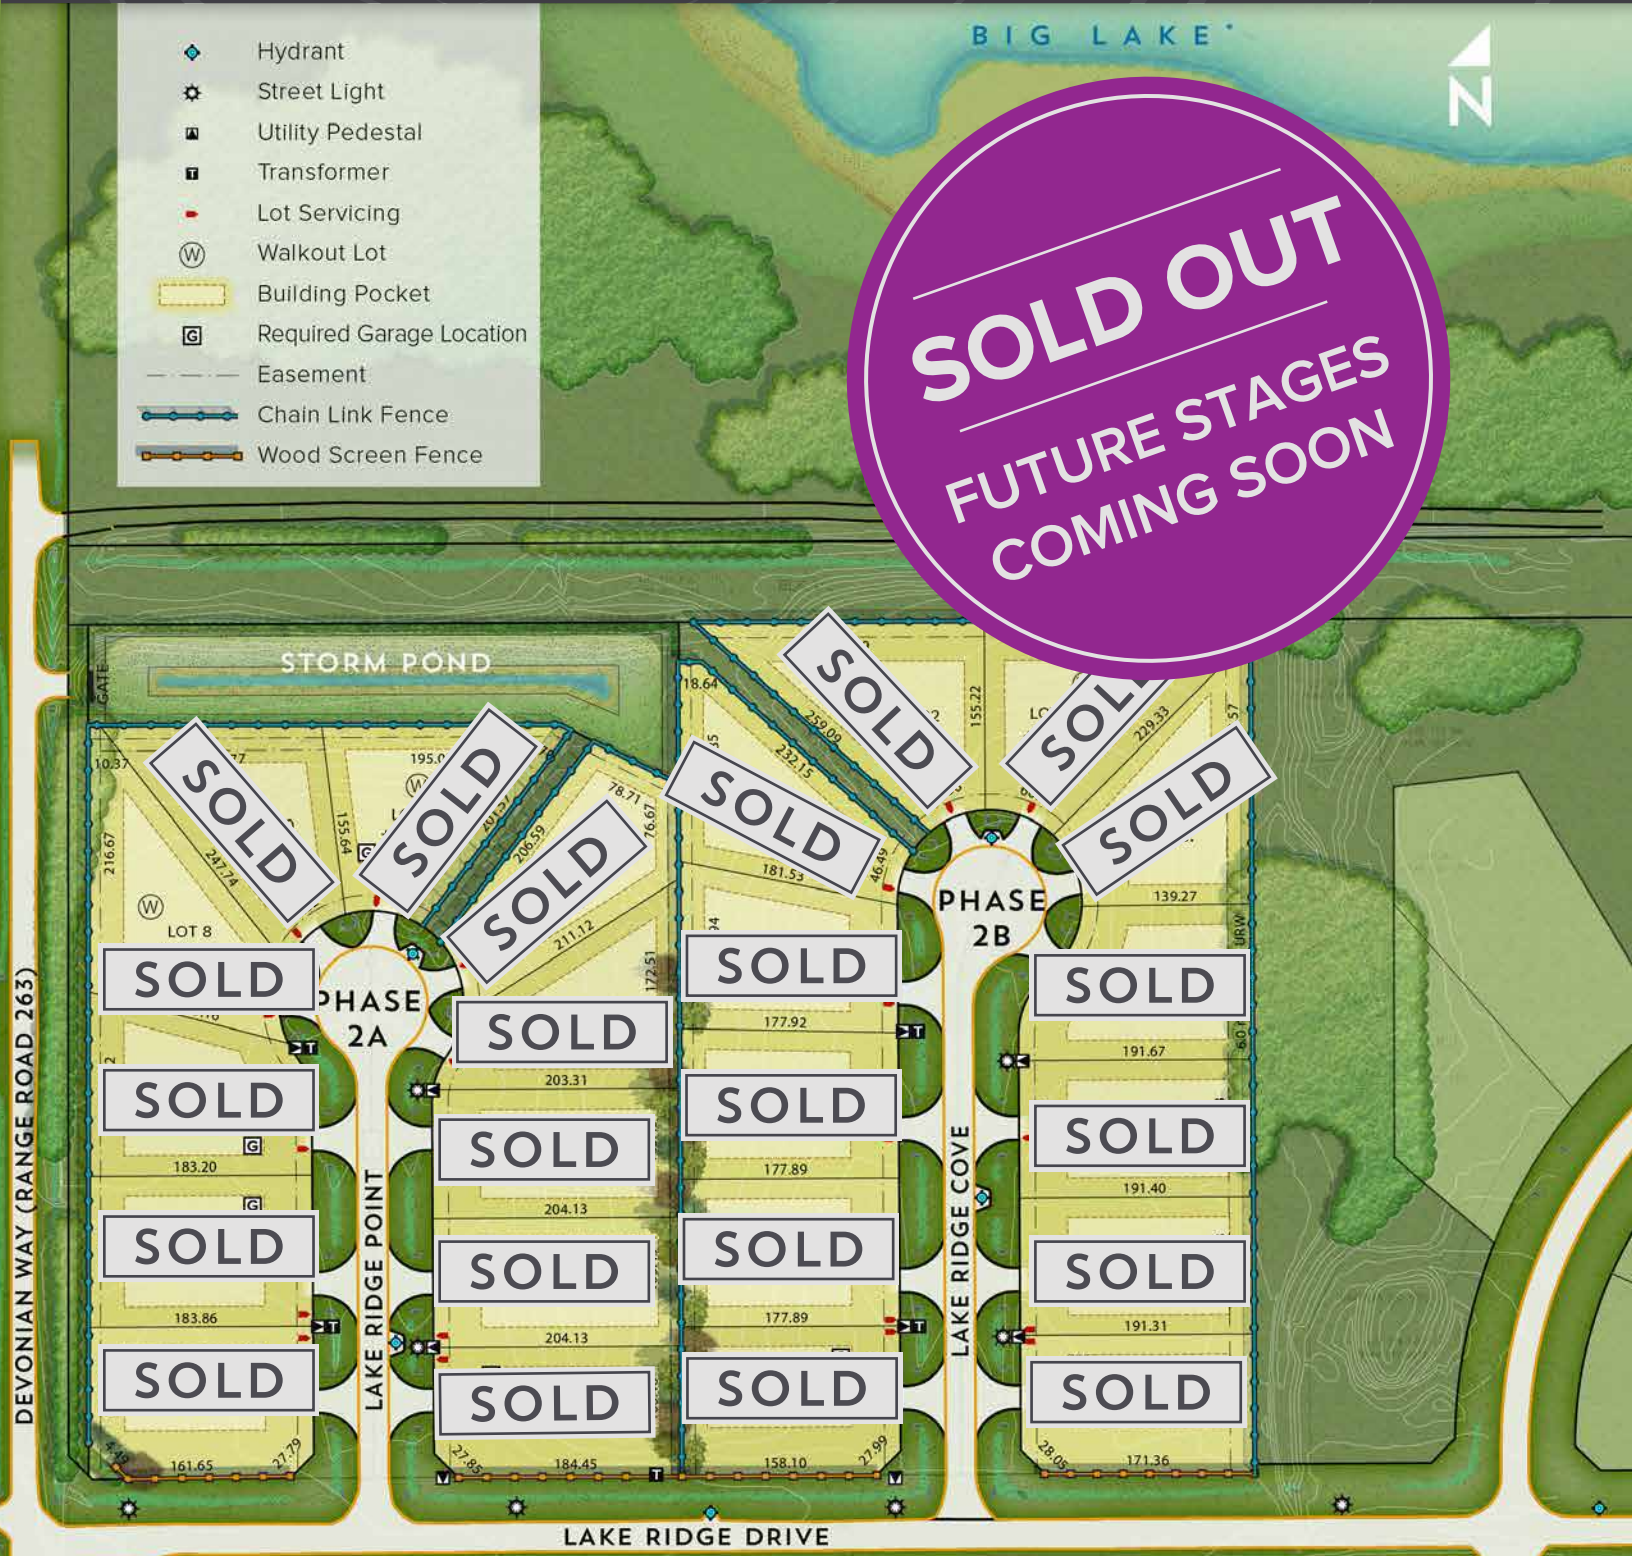 BIG LAKE
N
Hydrant
Street Light
Utility Pedestal
T Transformer
Lot Servicing
W Walkout Lot
Building Pocket
G Required Garage Location
Easement
Chain Link Fence
Wood Screen Fence
SOLD OUT
FUTURE STAGES
COMING SOON
STORM POND
GATE
10.37
195.0
W
216.67
247.74
155.64
G
206.59
78.71
76.67
211.12
172.51
W
LOT 8
SOLD
SOLD
SOLD
SOLD
SOLD
PHASE
2A
T
203.31
SOLD
SOLD
G
183.20
204.13
G
SOLD
SOLD
183.86
T
204.13
SOLD
SOLD
4.49
161.65
27.79
27.85
184.45
T
LAKE RIDGE POINT
DEVONIAN WAY (RANGE ROAD 263)
18.64
259.09
232.15
155.22
229.33
57
SOLD
SOLD
SOLD
SOLD
181.53
46.49
139.27
PHASE
2B
94
URW
SOLD
SOLD
177.92
T
191.67
SOLD
SOLD
177.89
191.40
SOLD
SOLD
177.89
T
191.31
SOLD
SOLD
158.10
27.99
28.05
171.36
LAKE RIDGE COVE
LAKE RIDGE DRIVE